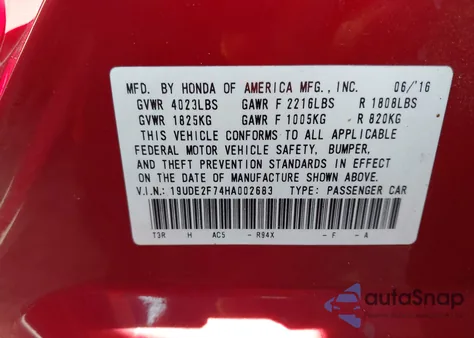 MFD. BY HONDA OF AMERICA MFG., INC. 06/'16
GVWR 4023LBS GAWR F 2216LBS R 1808LBS
GVWR 1825KG GAWR F 1005KG R 820KG
THIS VEHICLE CONFORMS TO ALL APPLICABLE
FEDERAL MOTOR VEHICLE SAFETY, BUMPER,
AND THEFT PREVENTION STANDARDS IN EFFECT
ON THE DATE OF MANUFACTURE SHOWN ABOVE.
V.I.N.: 19UDE2F74HA002683 TYPE: PASSENGER CAR
T3R H AC5 - R94X - F - A
autoSnap